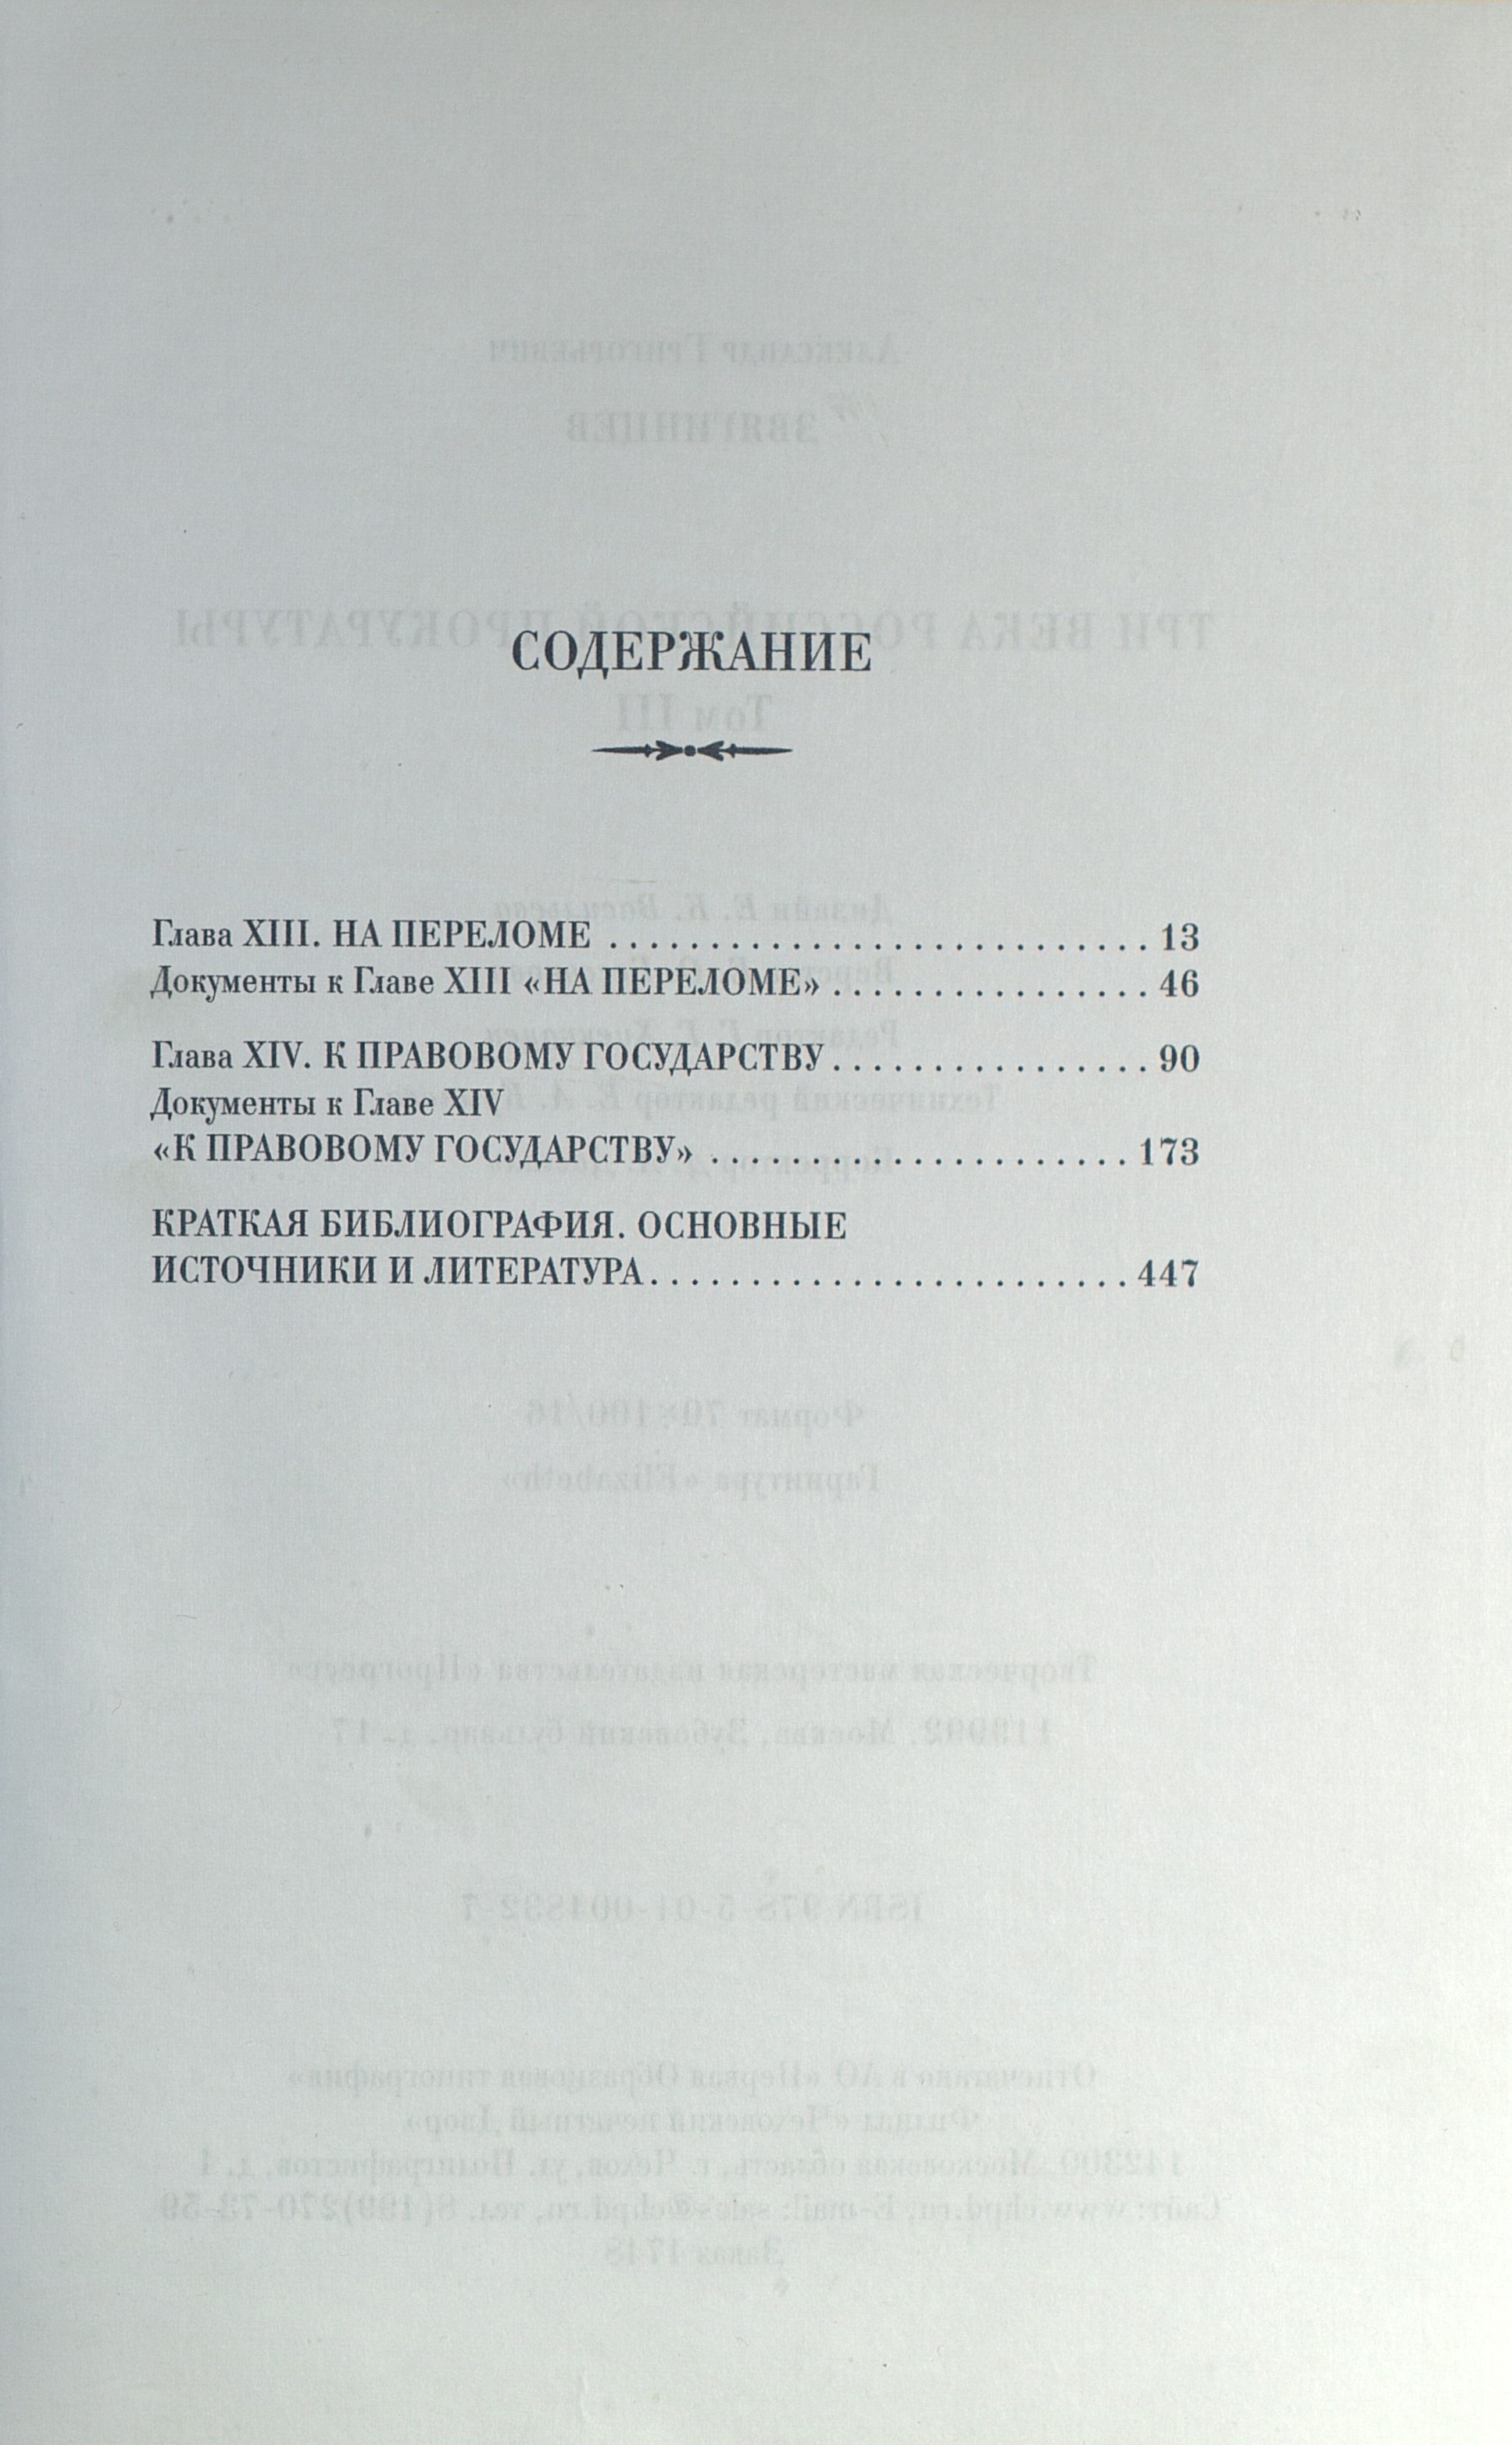 СОДЕРЖАНИЕ
Глава XIII. НА ПЕРЕЛОМЕ ........................... 13
Документы к Главе XIII «НА ПЕРЕЛОМЕ» ................ 46
Глава XIV. К ПРАВОВОМУ ГОСУДАРСТВУ ................ 90
Документы к Главе XIV
«К ПРАВОВОМУ ГОСУДАРСТВУ» ..................... 173
КРАТКАЯ БИБЛИОГРАФИЯ. ОСНОВНЫЕ
ИСТОЧНИКИ И ЛИТЕРАТУРА ........................ 447